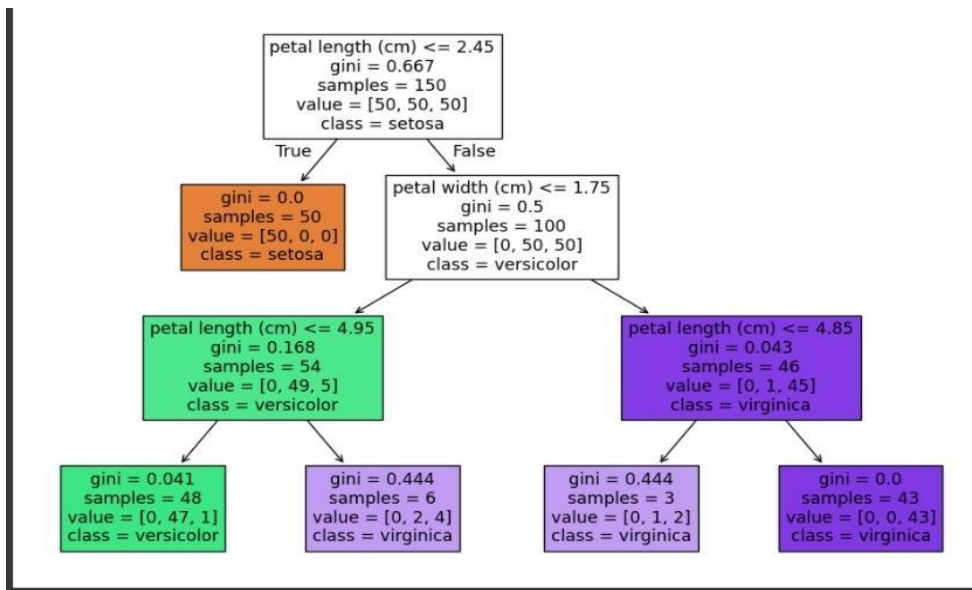 petal length (cm) <= 2.45
gini = 0.667
samples = 150
value = [50, 50, 50]
class = setosa
True
False
gini = 0.0
samples = 50
value = [50, 0, 0]
class = setosa
petal width (cm) <= 1.75
gini = 0.5
samples = 100
value = [0, 50, 50]
class = versicolor
petal length (cm) <= 4.95
gini = 0.168
samples = 54
value = [0, 49, 5]
class = versicolor
petal length (cm) <= 4.85
gini = 0.043
samples = 46
value = [0, 1, 45]
class = virginica
gini = 0.041
samples = 48
value = [0, 47, 1]
class = versicolor
gini = 0.444
samples = 6
value = [0, 2, 4]
class = virginica
gini = 0.444
samples = 3
value = [0, 1, 2]
class = virginica
gini = 0.0
samples = 43
value = [0, 0, 43]
class = virginica